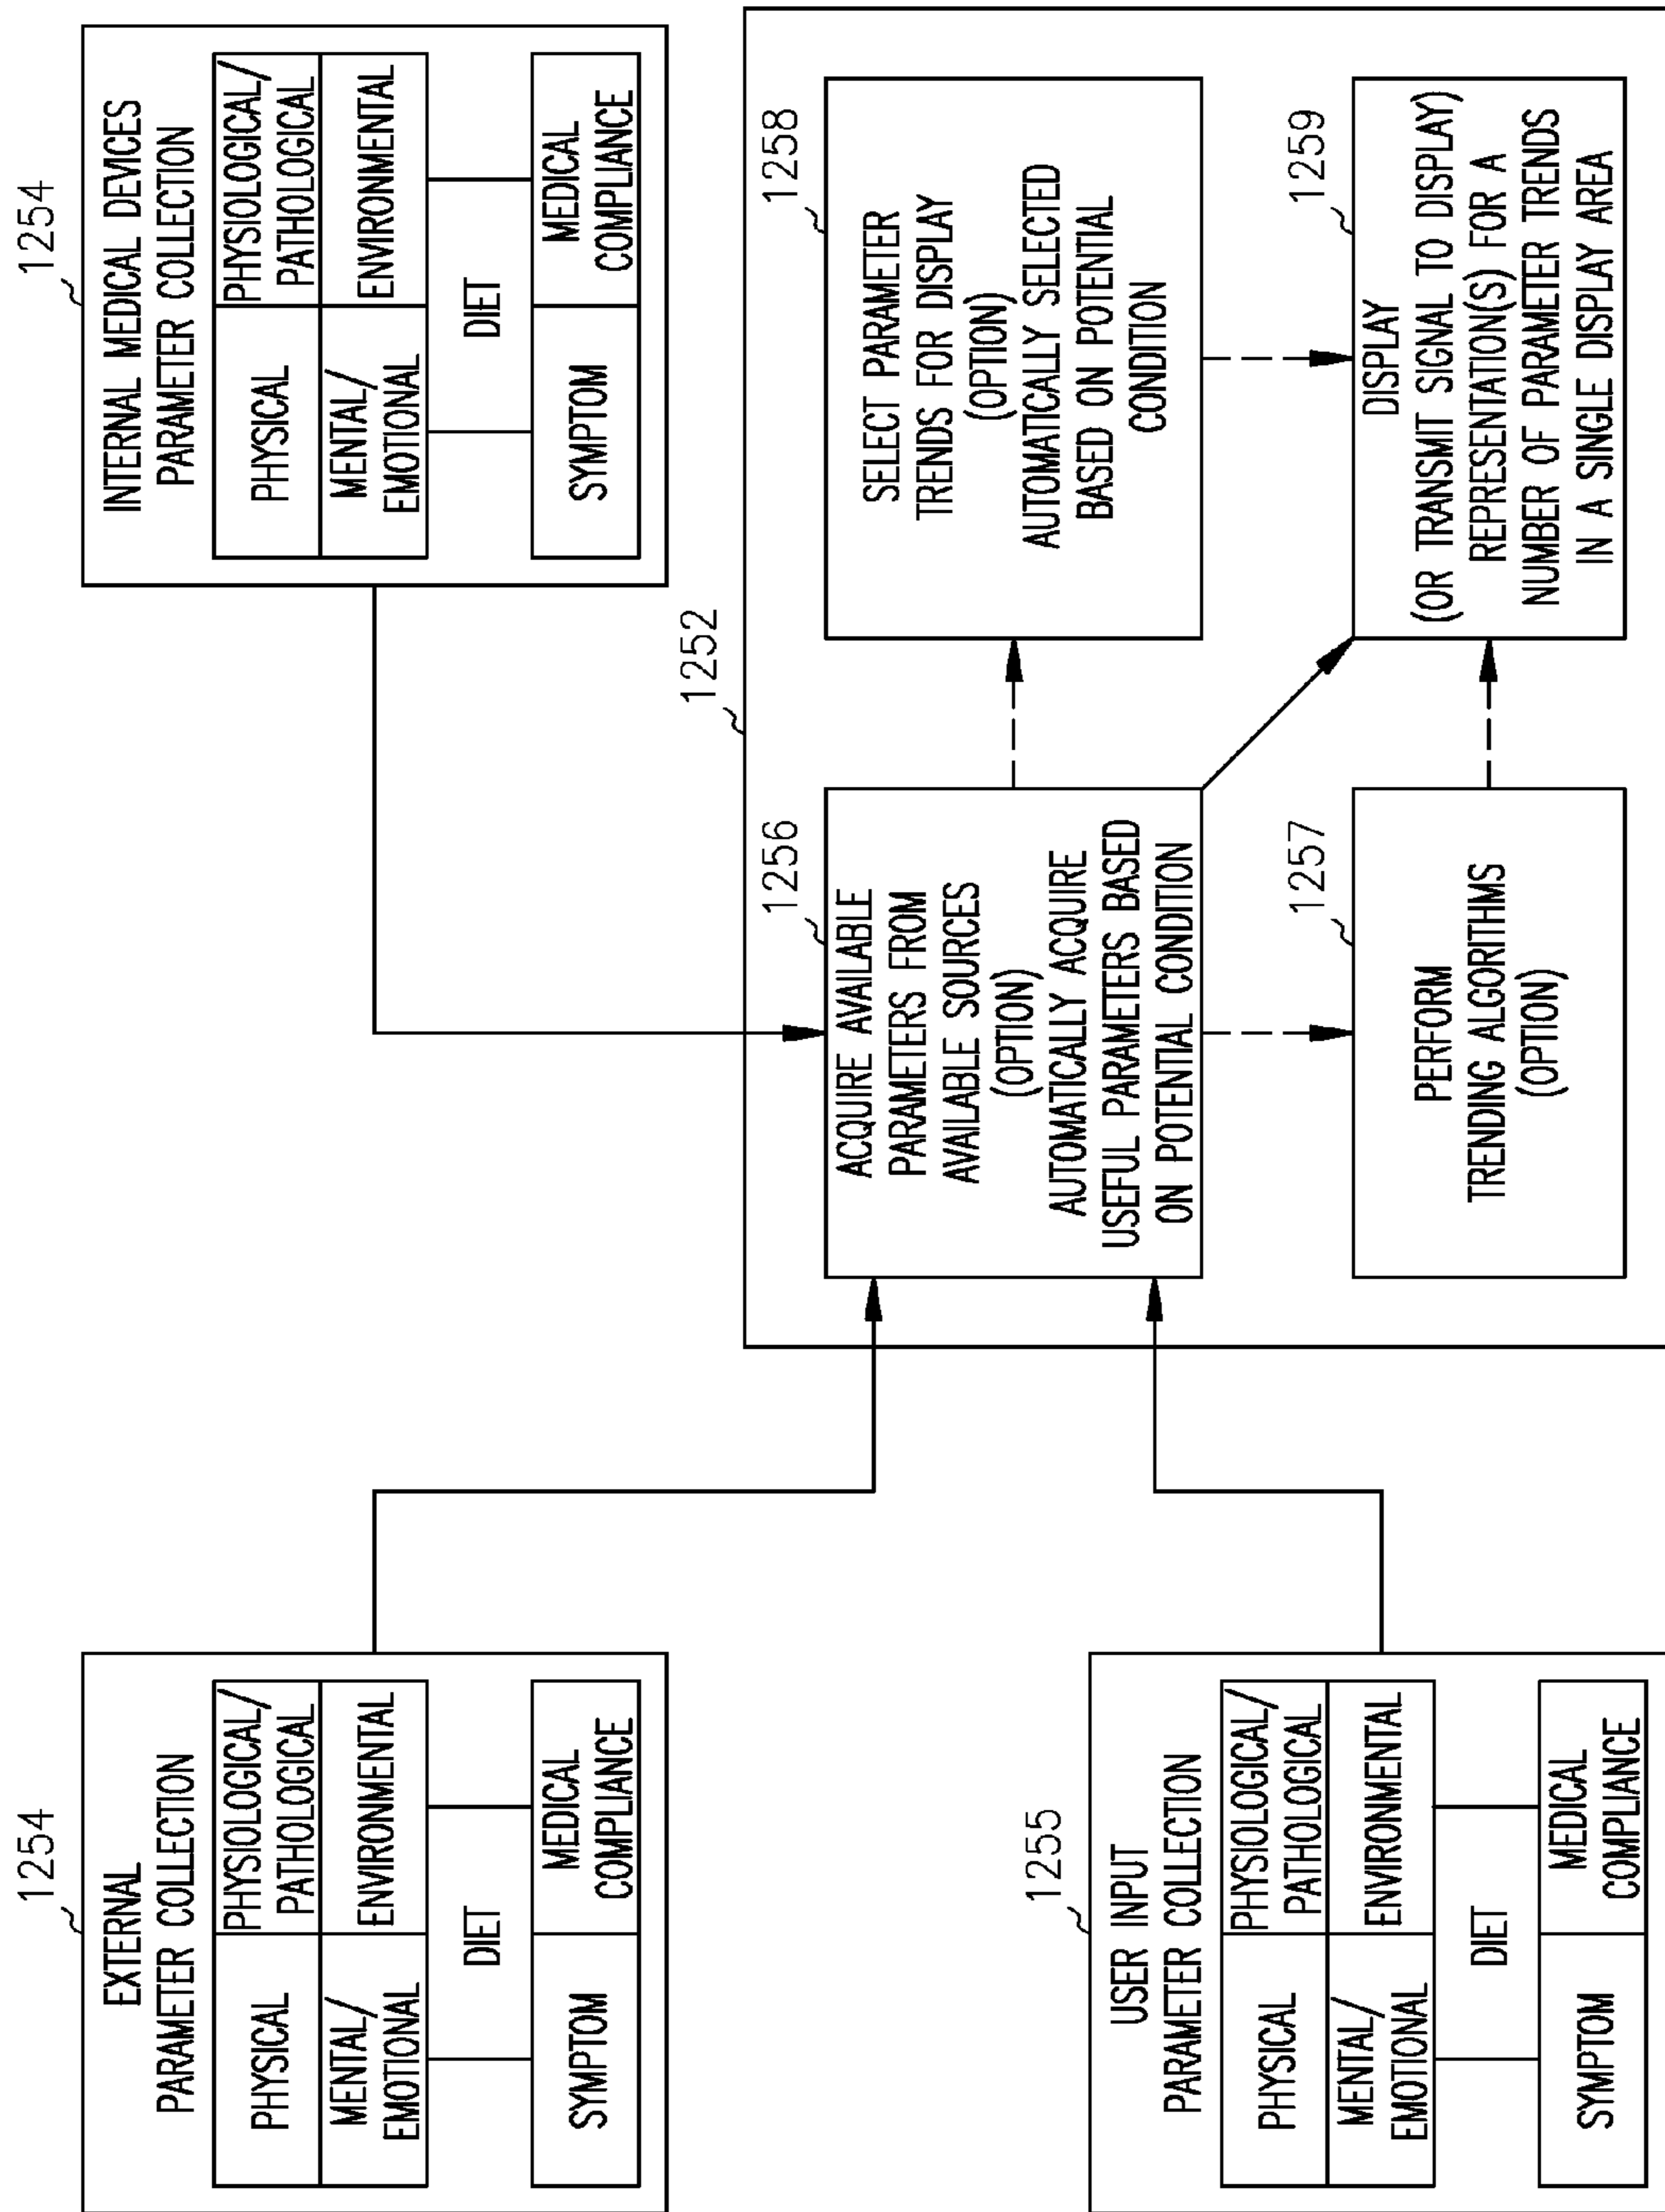 1254
EXTERNAL
PARAMETER COLLECTION
PHYSICAL
PHYSIOLOGICAL/
PATHOLOGICAL
MENTAL/
EMOTIONAL
ENVIRONMENTAL
DIET
SYMPTOM
MEDICAL
COMPLIANCE
1254
INTERNAL MEDICAL DEVICES
PARAMETER COLLECTION
PHYSICAL
PHYSIOLOGICAL/
PATHOLOGICAL
MENTAL/
EMOTIONAL
ENVIRONMENTAL
DIET
SYMPTOM
MEDICAL
COMPLIANCE
1255
USER INPUT
PARAMETER COLLECTION
PHYSICAL
PHYSIOLOGICAL/
PATHOLOGICAL
MENTAL/
EMOTIONAL
ENVIRONMENTAL
DIET
SYMPTOM
MEDICAL
COMPLIANCE
1252
1256
ACQUIRE AVAILABLE
PARAMETERS FROM
AVAILABLE SOURCES
(OPTION)
AUTOMATICALLY ACQUIRE
USEFUL PARAMETERS BASED
ON POTENTIAL CONDITION
1258
SELECT PARAMETER
TRENDS FOR DISPLAY
(OPTION)
AUTOMATICALLY SELECTED
BASED ON POTENTIAL
CONDITION
1257
PERFORM
TRENDING ALGORITHMS
(OPTION)
1259
DISPLAY
(OR TRANSMIT SIGNAL TO DISPLAY)
REPRESENTATION(S) FOR A
NUMBER OF PARAMETER TRENDS
IN A SINGLE DISPLAY AREA